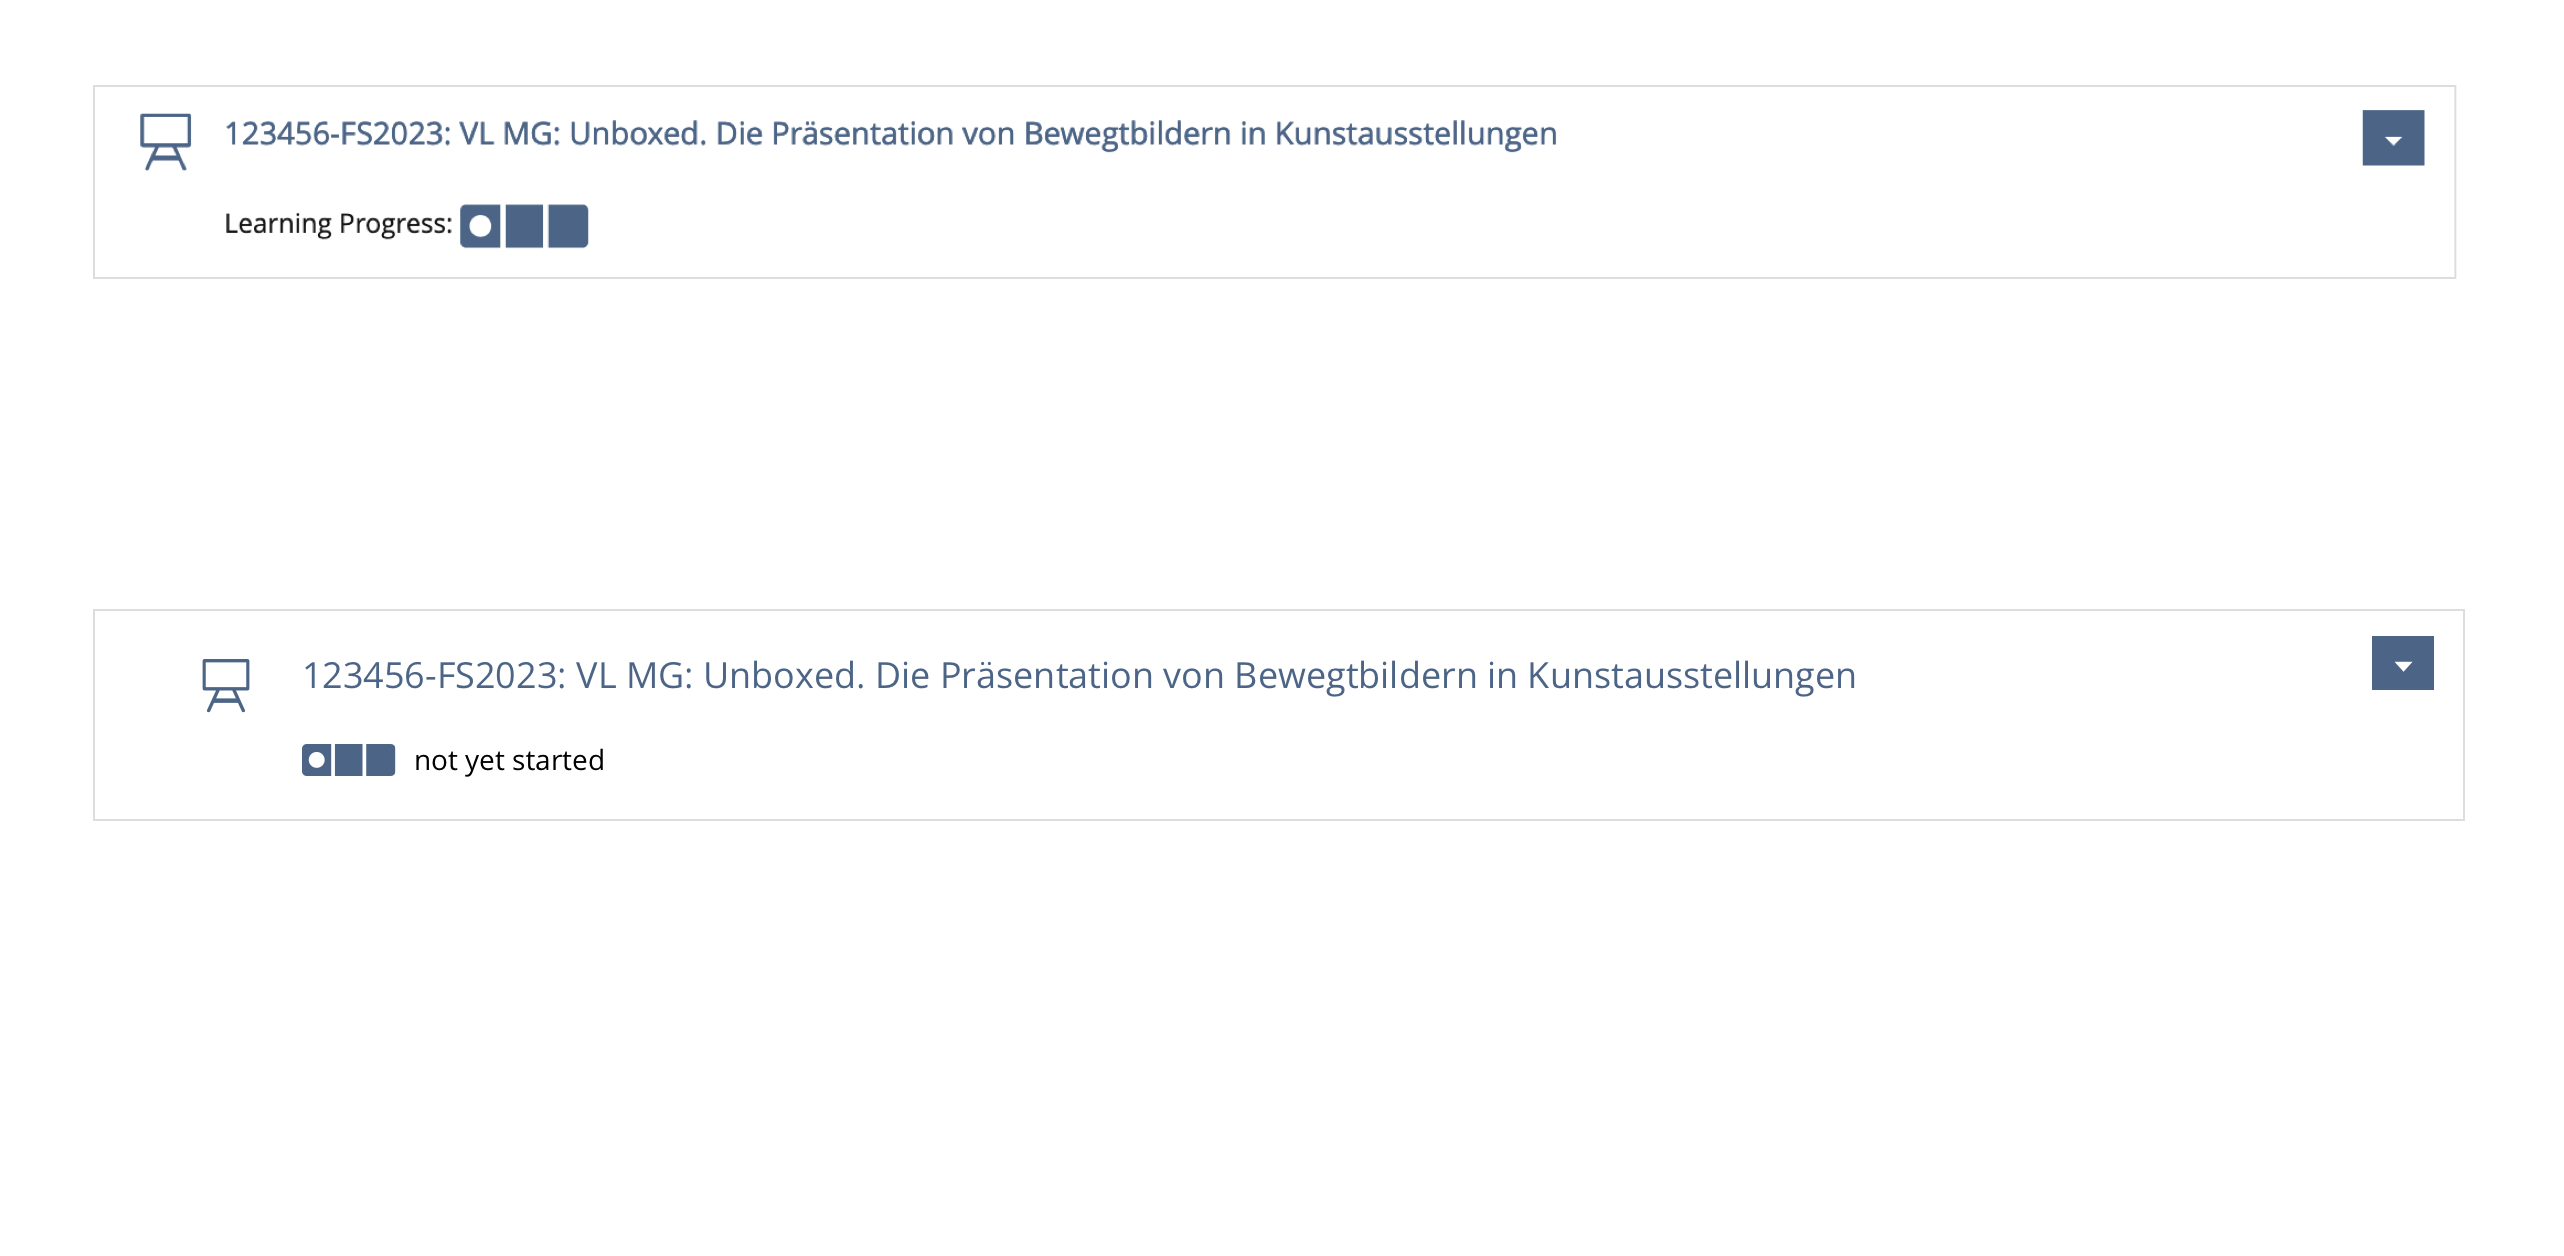 123456-FS2023: VL MG: Unboxed. Die Präsentation von Bewegtbildern in Kunstausstellungen
Learning Progress:
123456-FS2023: VL MG: Unboxed. Die Präsentation von Bewegtbildern in Kunstausstellungen
not yet started